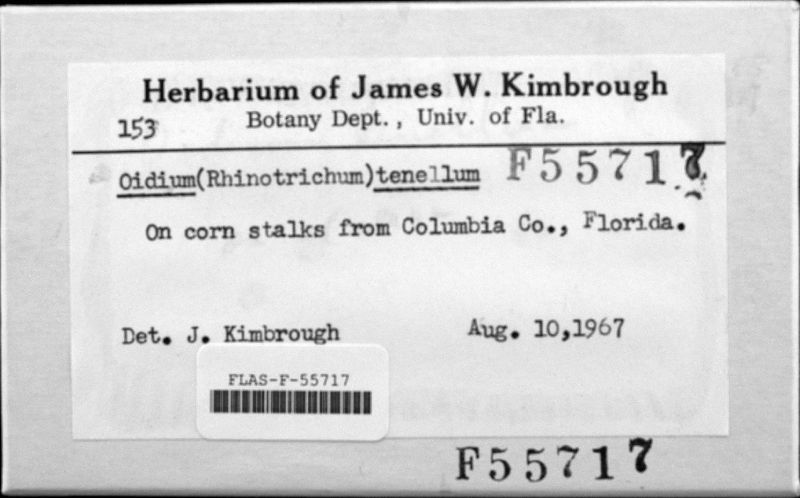 Herbarium of James W. Kimbrough
153 Botany Dept., Univ. of Fla.
Oidium(Rhinotrichum)tenellum F55717
On corn stalks from Columbia Co., Florida.
Det. J. Kimbrough Aug. 10,1967
FLAS-F-55717
F55717